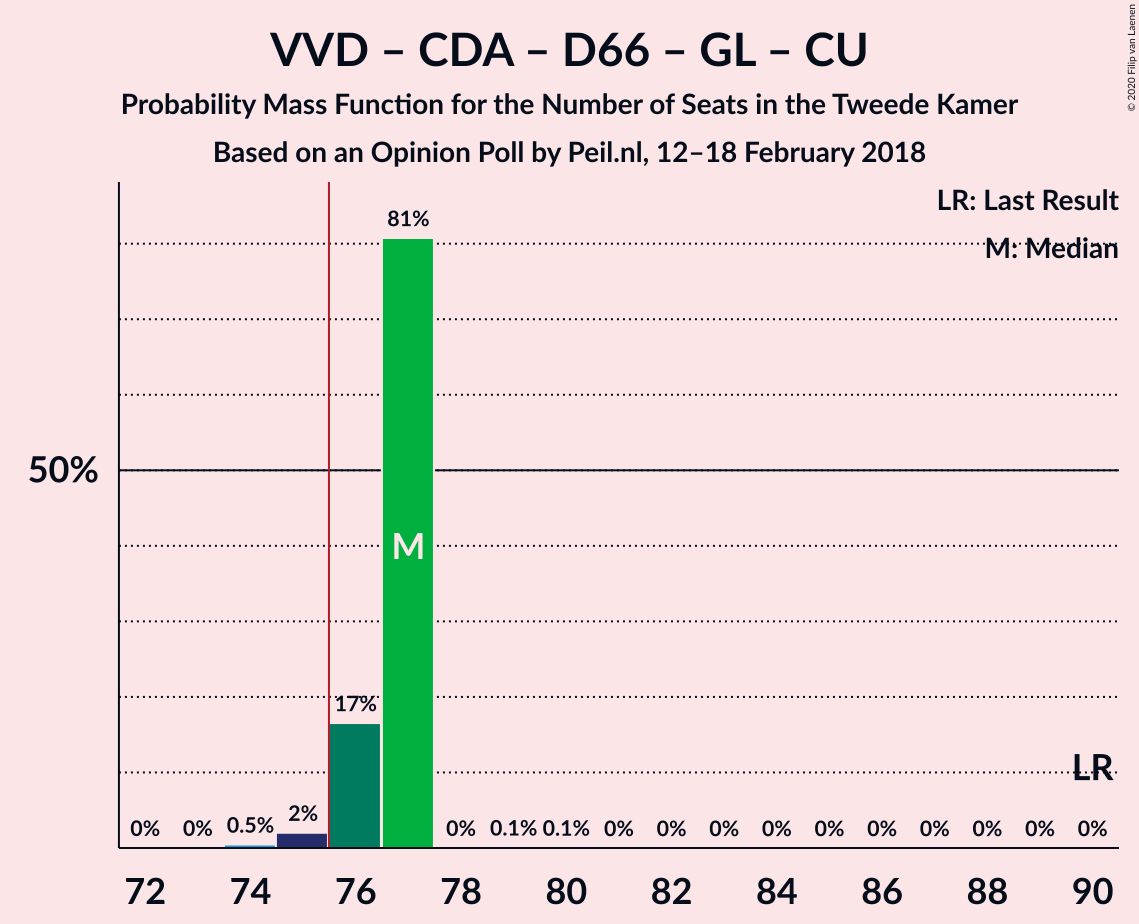 VVD – CDA – D66 – GL – CU
Probability Mass Function for the Number of Seats in the Tweede Kamer
Based on an Opinion Poll by Peil.nl, 12–18 February 2018
© 2020 Filip van Laenen
LR: Last Result
M: Median
81%
50%
M
17%
LR
0% 0% 0.5% 2% 0% 0.1% 0.1% 0% 0% 0% 0% 0% 0% 0% 0% 0% 0%
72 74 76 78 80 82 84 86 88 90